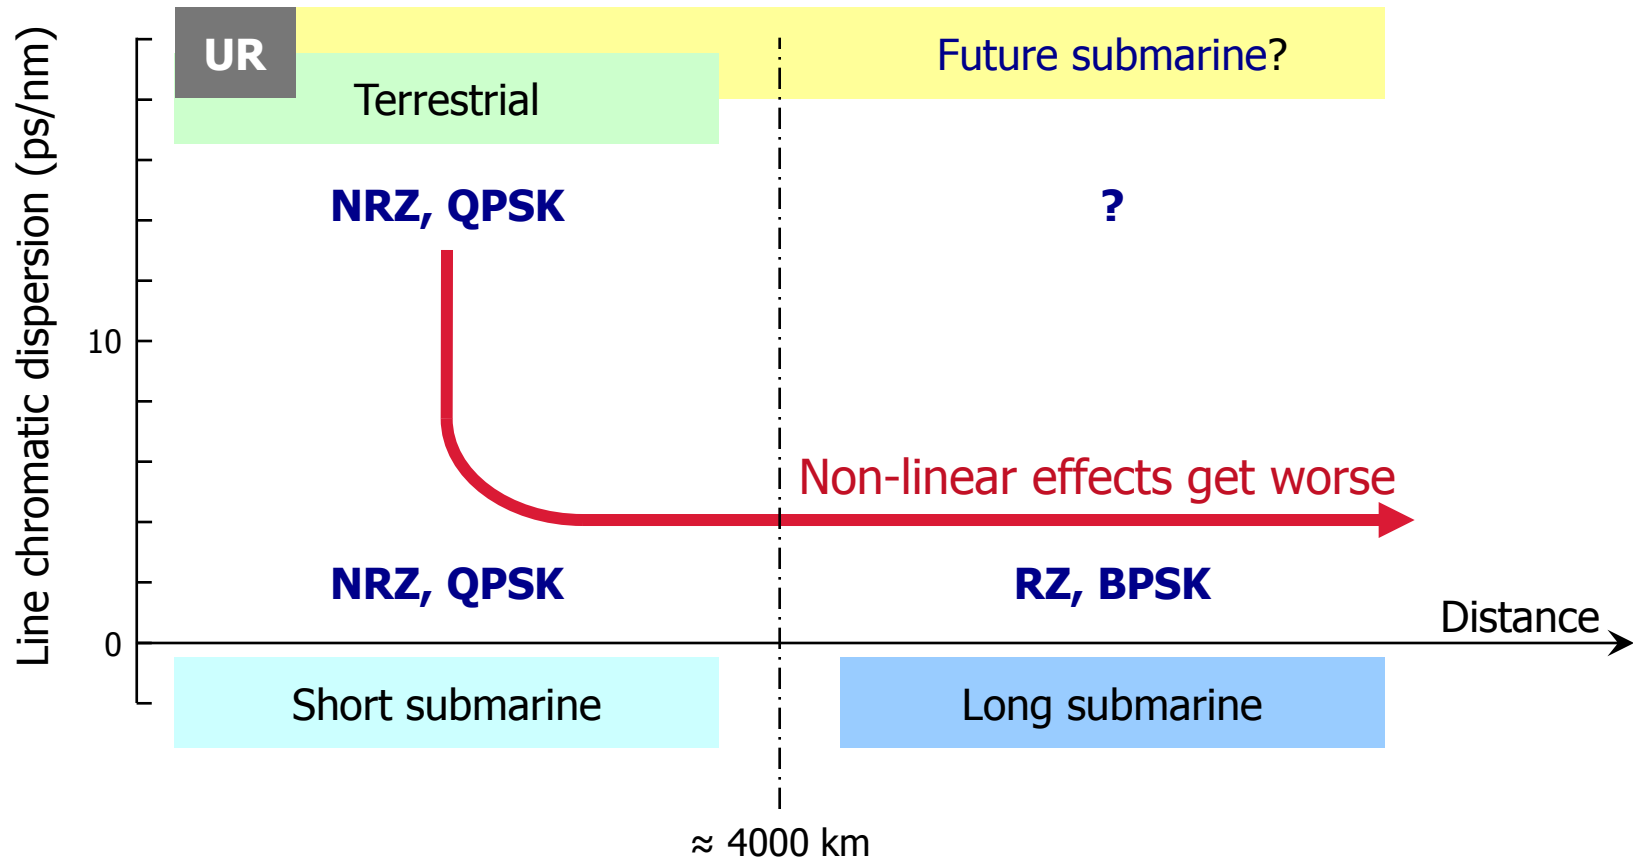 UR
Future submarine?
Terrestrial
Line chromatic dispersion (ps/nm)
NRZ, QPSK
?
10
Non-linear effects get worse
NRZ, QPSK
RZ, BPSK
Distance
0
Short submarine
Long submarine
≈ 4000 km